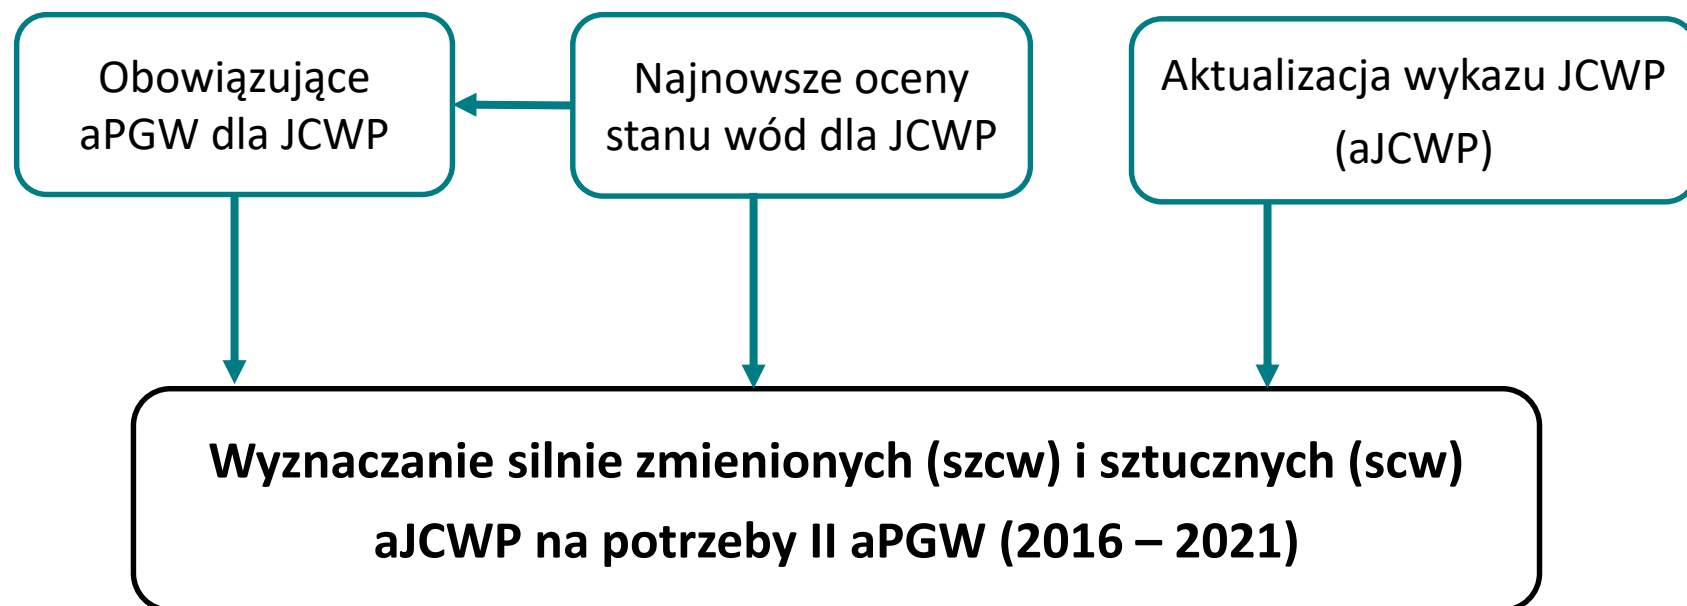 Obowiązujące
aPGW dla JCWP
Najnowsze oceny
stanu wód dla JCWP
Aktualizacja wykazu JCWP
(aJCWP)
Wyznaczanie silnie zmienionych (szcw) i sztucznych (scw)
aJCWP na potrzeby II aPGW (2016 – 2021)